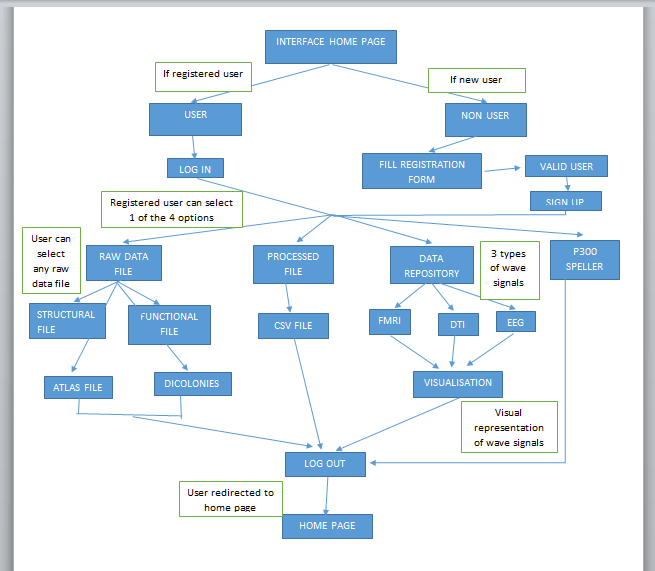 INTERFACE HOME PAGE
If registered user
If new user
USER
NON USER
LOG IN
FILL REGISTRATION
FORM
VALID USER
SIGN UP
Registered user can select
1 of the 4 options
User can
select
any raw
data file
RAW DATA
FILE
PROCESSED
FILE
DATA
REPOSITORY
3 types
of wave
signals
P300
SPELLER
STRUCTURAL
FILE
FUNCTIONAL
FILE
CSV FILE
FMRI
DTI
EEG
ATLAS FILE
DICOLONIES
VISUALISATION
Visual
representation
of wave signals
LOG OUT
User redirected to
home page
HOME PAGE